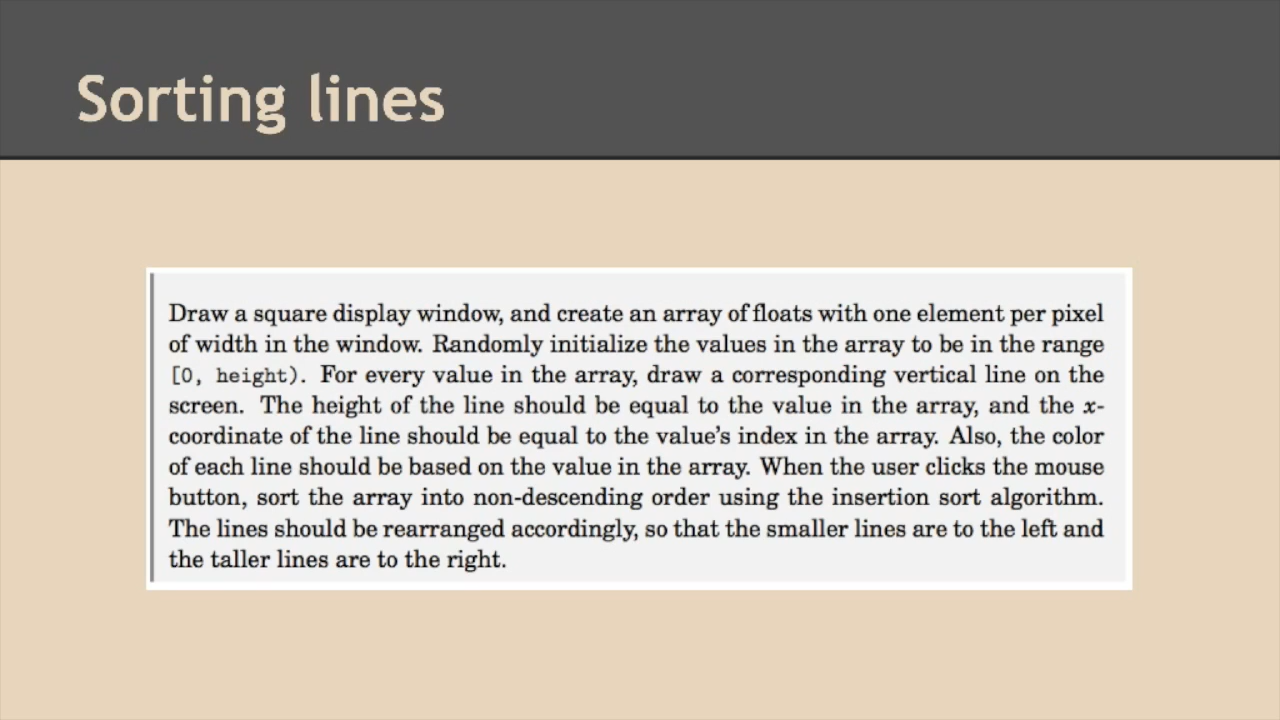 Sorting lines
Draw a square display window, and create an array of floats with one element per pixel
of width in the window. Randomly initialize the values in the array to be in the range
[0, height). For every value in the array, draw a corresponding vertical line on the
screen. The height of the line should be equal to the value in the array, and the x-
coordinate of the line should be equal to the value's index in the array. Also, the color
of each line should be based on the value in the array. When the user clicks the mouse
button, sort the array into non-descending order using the insertion sort algorithm.
The lines should be rearranged accordingly, so that the smaller lines are to the left and
the taller lines are to the right.